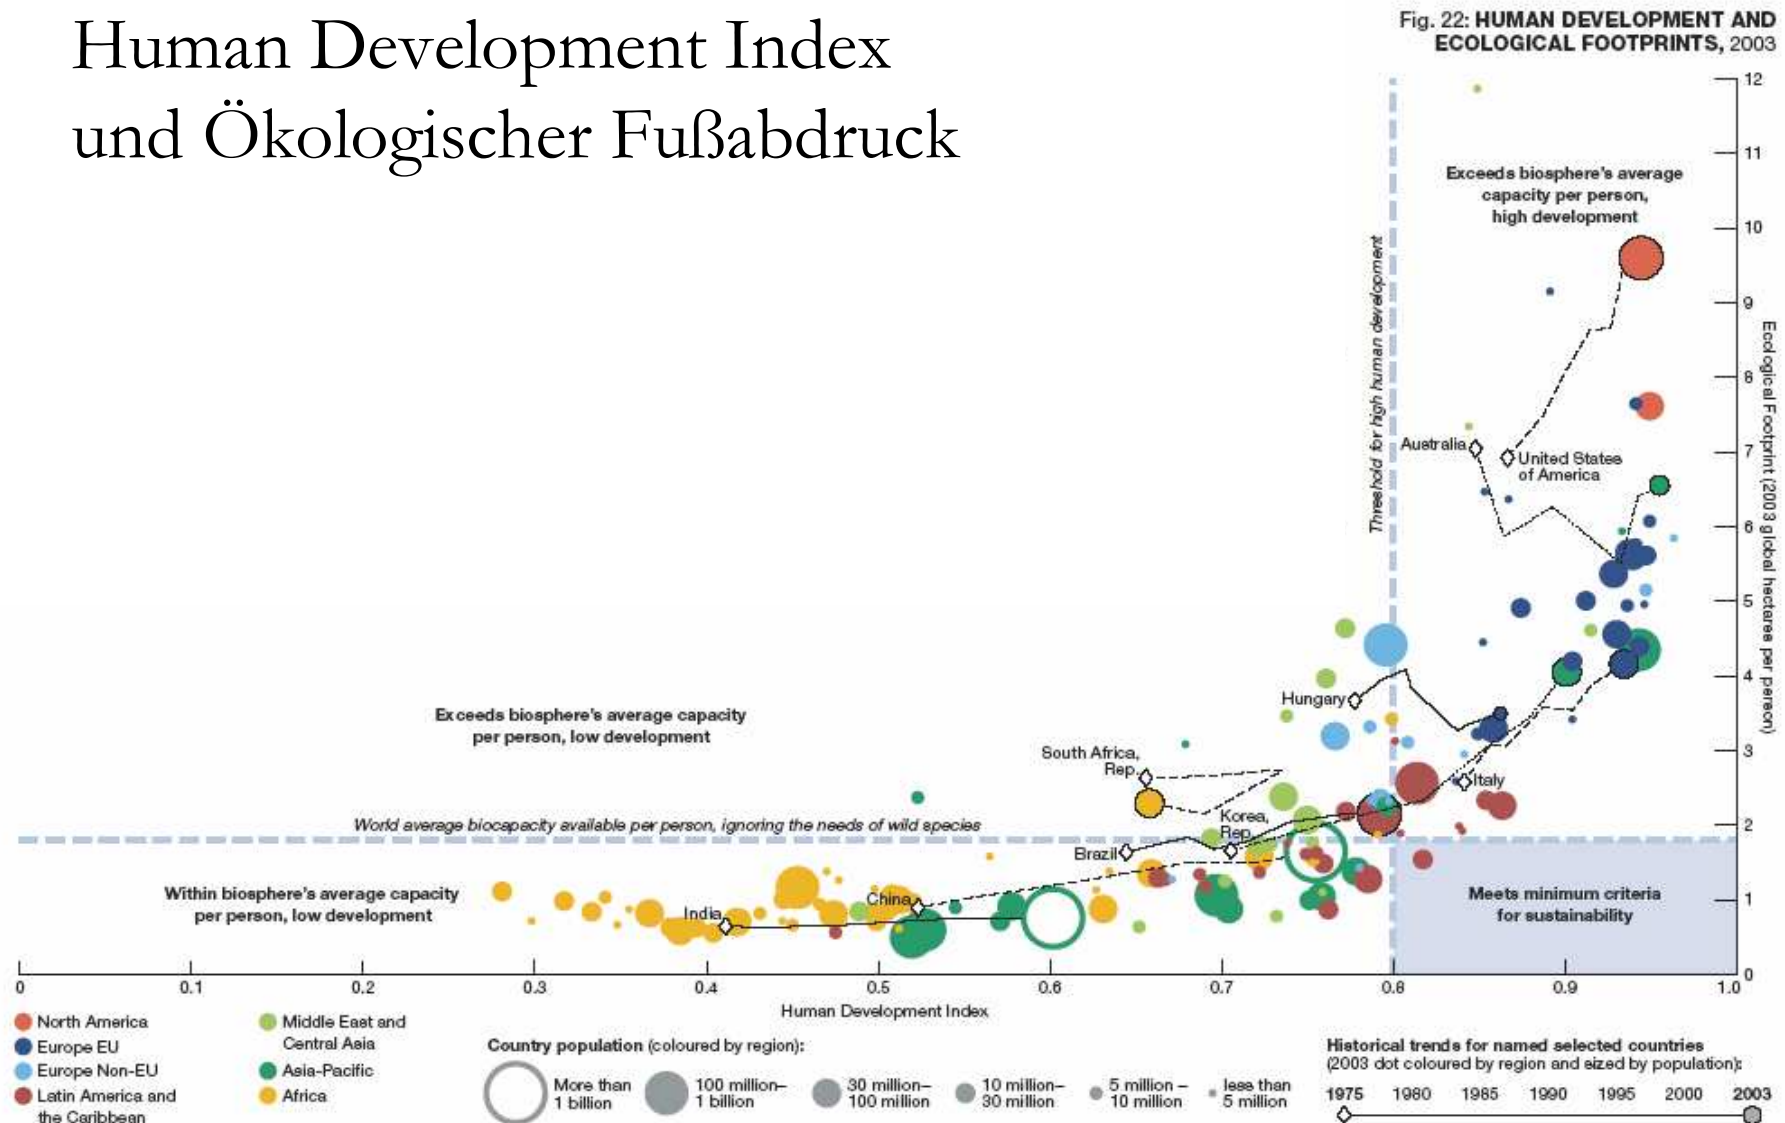 Human Development Index
und Ökologischer Fußabdruck
Fig. 22: HUMAN DEVELOPMENT AND
ECOLOGICAL FOOTPRINTS, 2003
12
11
10
9
8
7
6
5
4
3
2
1
0
Ecological Footprint (2003 global hectares per person)
Exceeds biosphere's average
capacity per person,
high development
Threshold for high human development
Australia
United States
of America
Hungary
Exceeds biosphere's average capacity
per person, low development
South Africa,
Rep.
Italy
Korea,
Rep.
World average biocapacity available per person, ignoring the needs of wild species
Brazil
Within biosphere's average capacity
per person, low development
China
India
Meets minimum criteria
for sustainability
0
0.1
0.2
0.3
0.4
0.5
0.6
0.7
0.8
0.9
1.0
Human Development Index
North America
Europe EU
Europe Non-EU
Latin America and
the Caribbean
Middle East and
Central Asia
Asia-Pacific
Africa
Country population (coloured by region):
More than
1 billion
100 million–
1 billion
30 million–
100 million
10 million–
30 million
5 million –
10 million
less than
5 million
Historical trends for named selected countries
(2003 dot coloured by region and sized by population):
1975 1980 1985 1990 1995 2000 2003